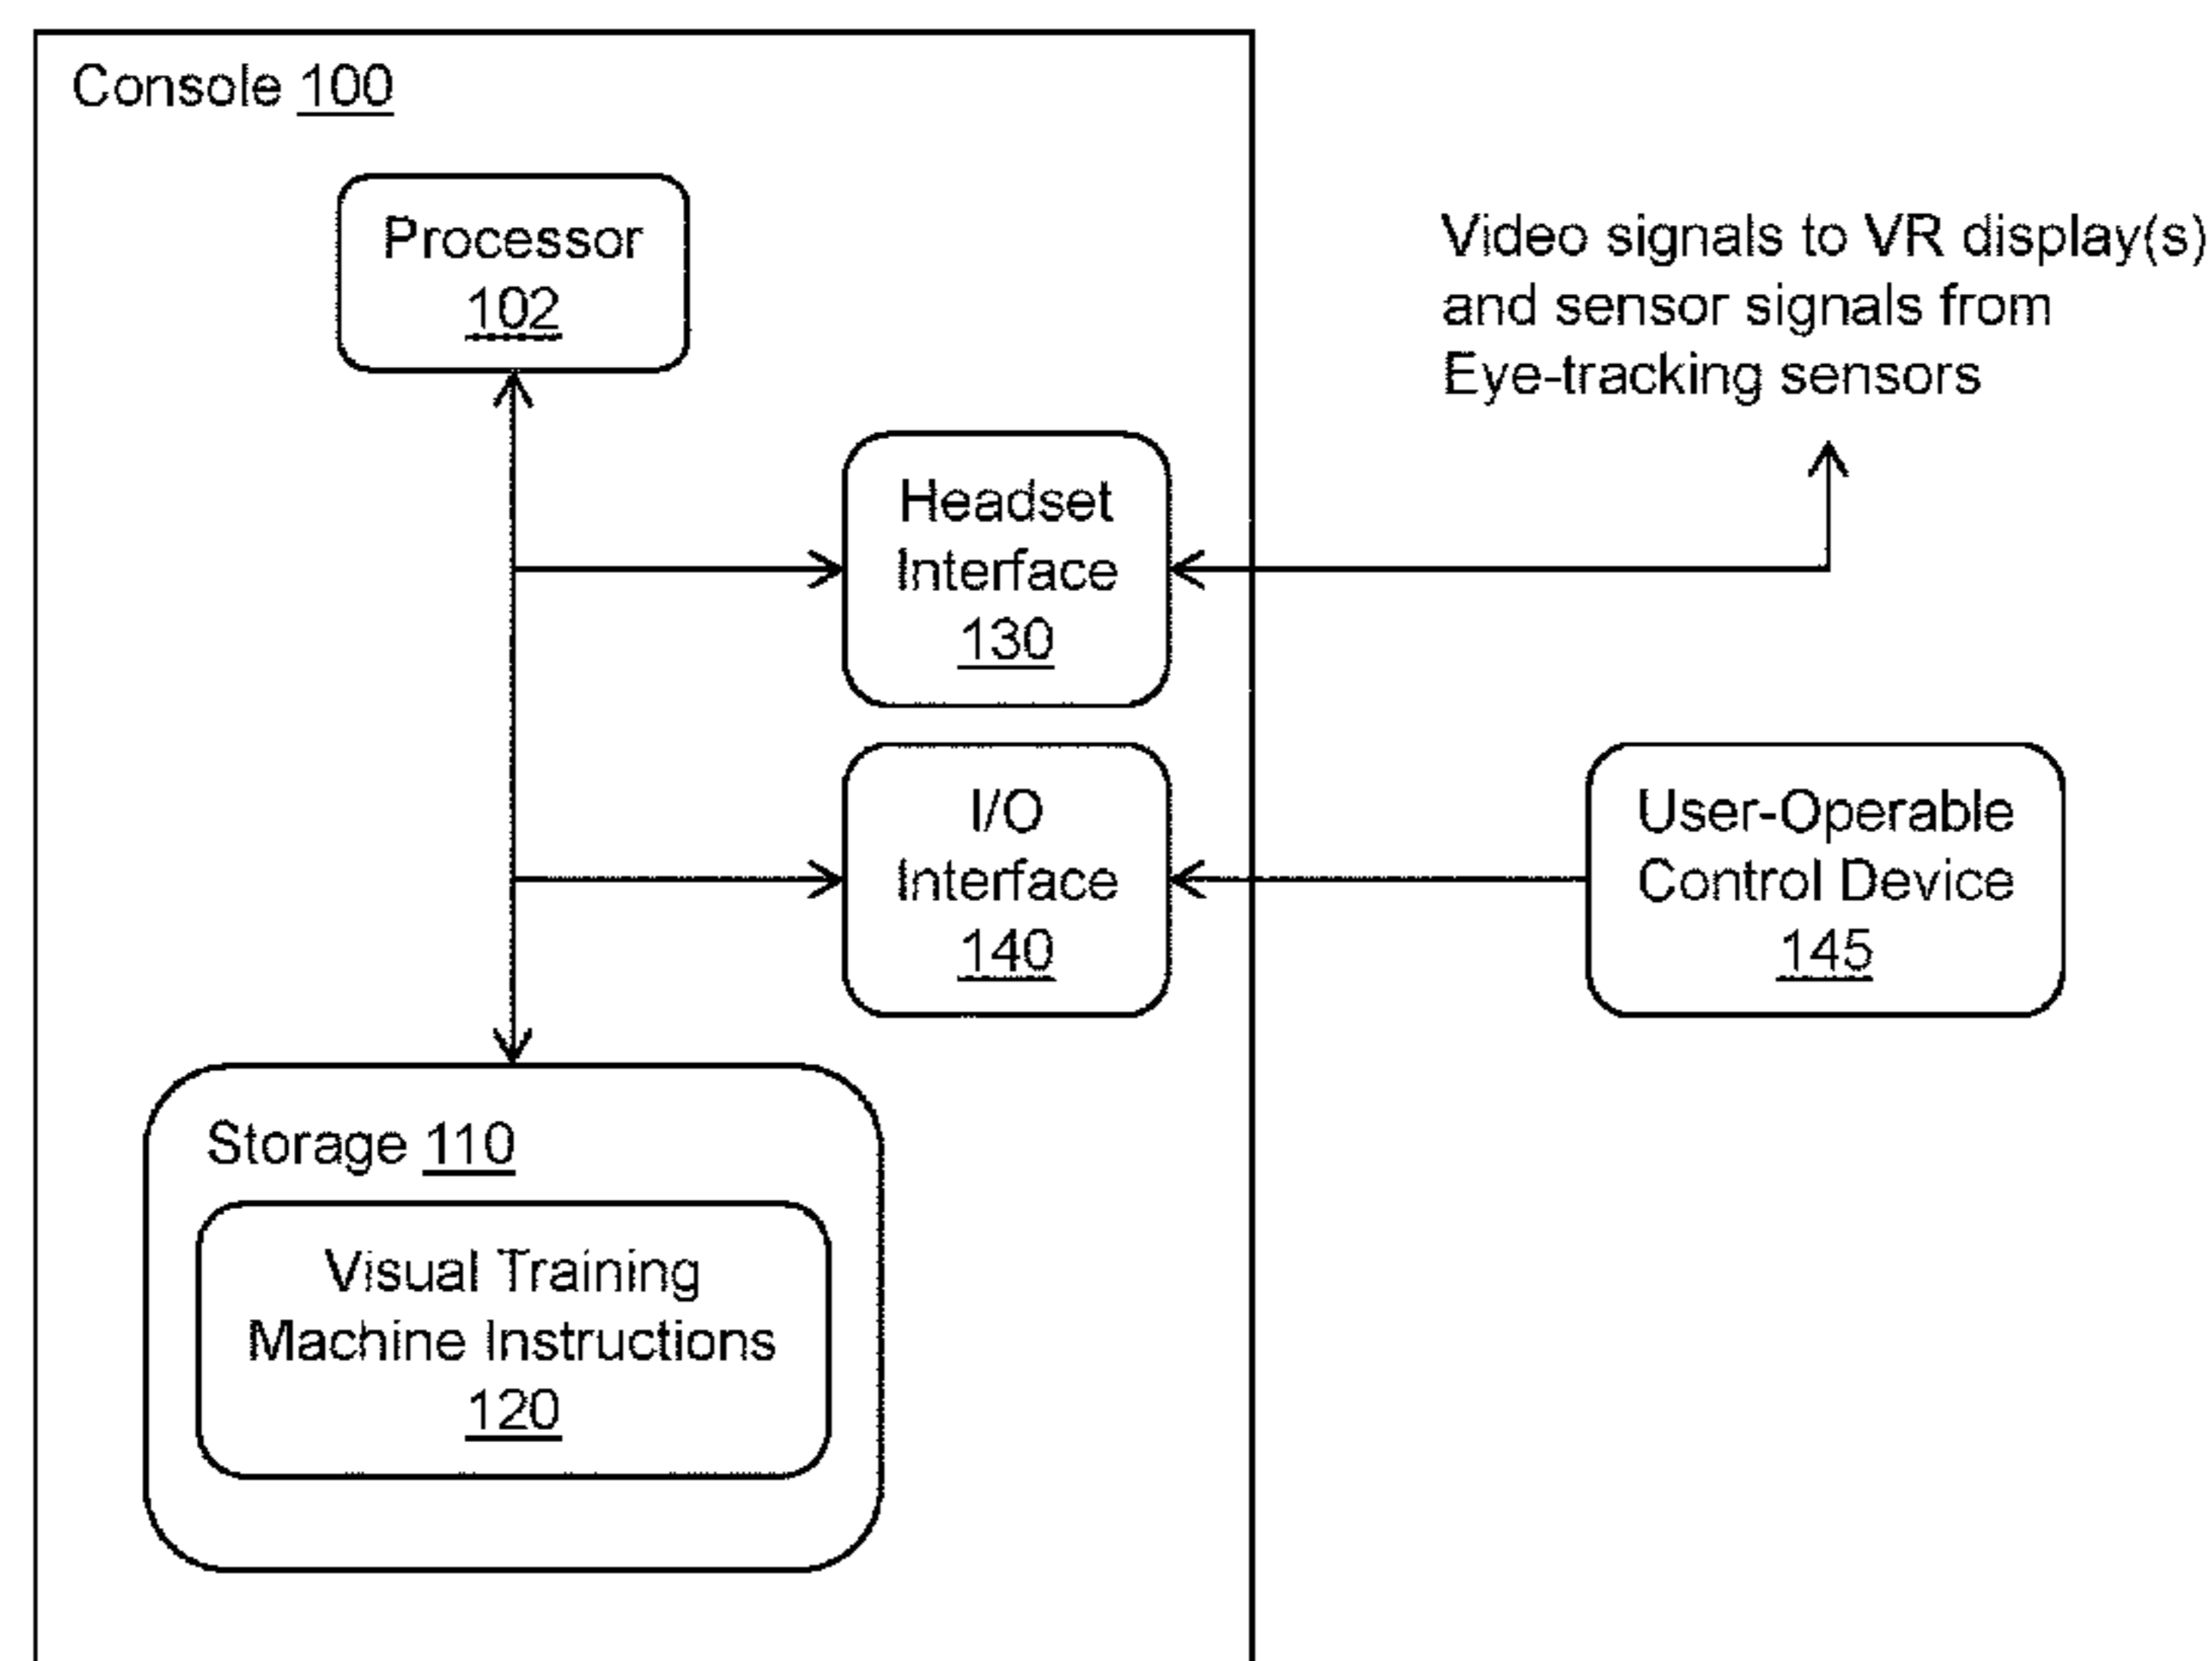 Console 100
Processor
102
Video signals to VR display(s)
and sensor signals from
Eye-tracking sensors
Headset
Interface
130
I/O
Interface
140
User-Operable
Control Device
145
Storage 110
Visual Training
Machine Instructions
120